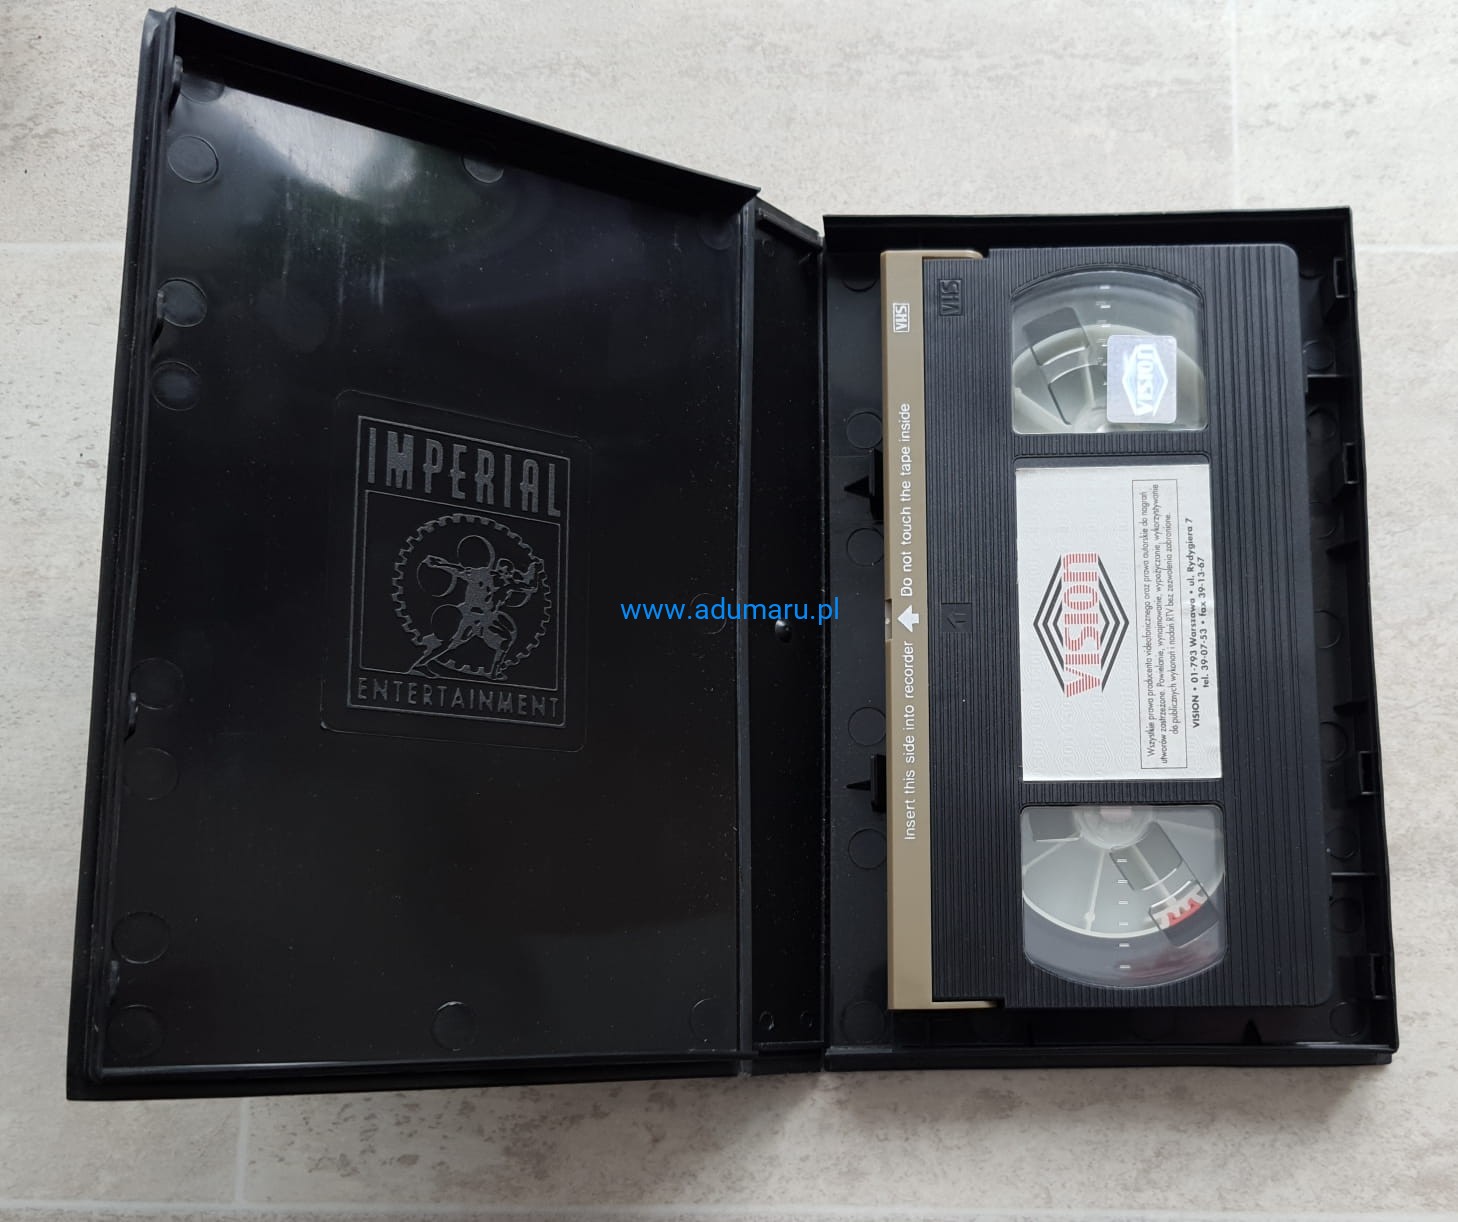 IMPERIAL
ENTERTAINMENT
www.adumaru.pl
VHS
Insert this side into recorder Do not touch the tape inside
VHS
VISION
VISION
Wszystkie prawa producenta videofonicznego oraz prawa autorskie do nagrań
utworów zastrzeżone. Powielanie, wynajmowanie, wypożyczanie, wykorzystywanie
do publicznych wykonań i nadań RTV bez zezwolenia zabronione.
VISION • 01-793 Warszawa • ul. Rydygiera 7
tel. 39-07-53 • fax 39-13-67